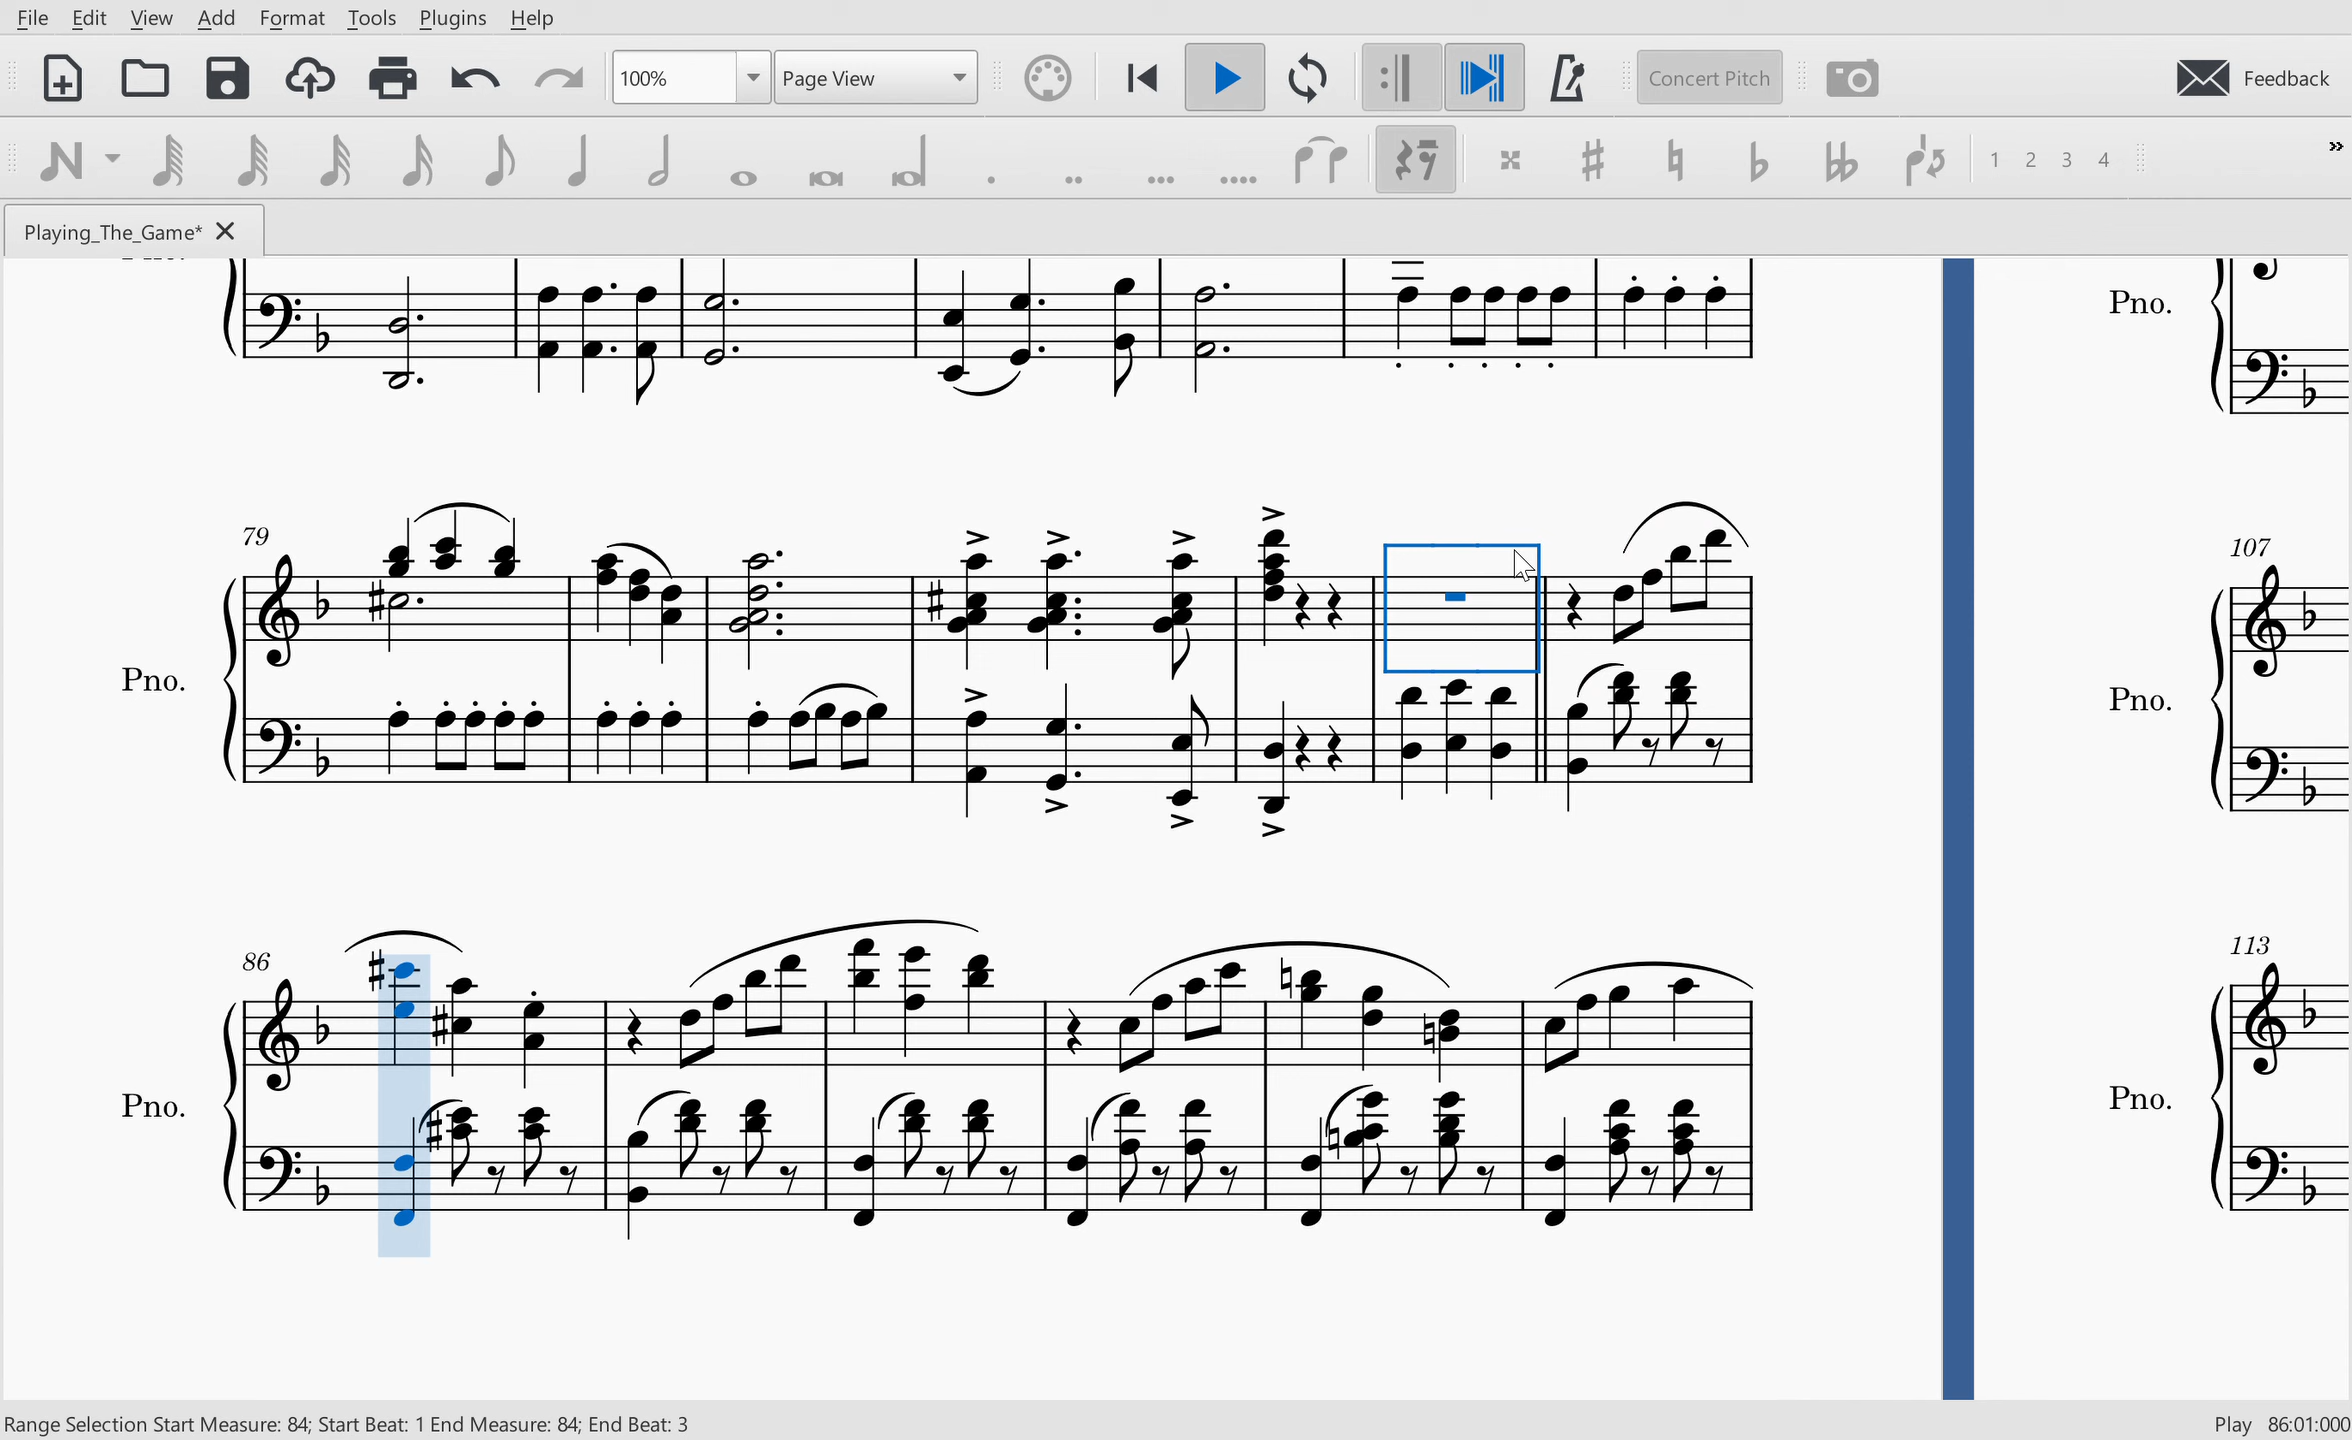 File Edit View Add Format Tools Plugins Help
100% Page View Concert Pitch Feedback
1 2 3 4 »
Playing_The_Game*
Pno.
79
Pno.
107
Pno.
86
Pno.
113
Pno.
Range Selection Start Measure: 84; Start Beat: 1 End Measure: 84; End Beat: 3 Play 86:01:000